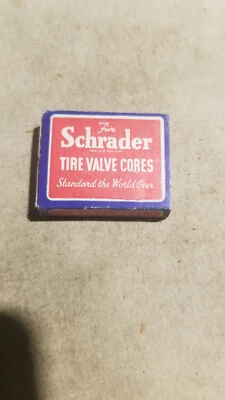 Five
Schrader
TIRE VALVE CORES
Standard the World Over